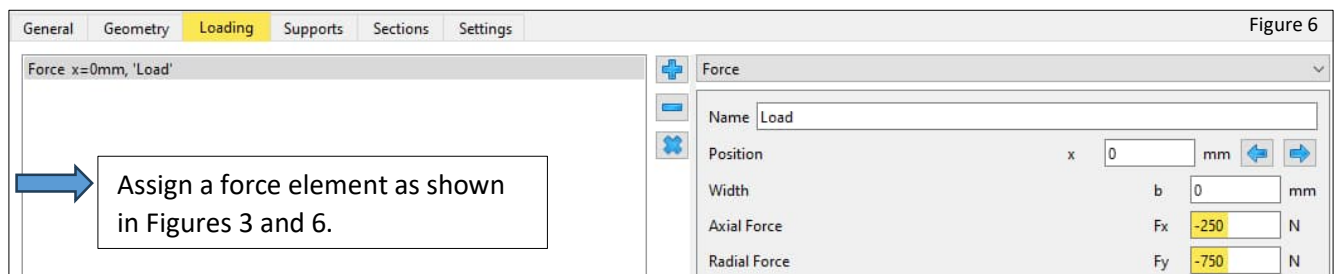 General Geometry Loading Supports Sections Settings Figure 6
Force x=0mm, 'Load' Force
Name Load
Position x 0 mm
Assign a force element as shown
in Figures 3 and 6.
Width b 0 mm
Axial Force Fx -250 N
Radial Force Fy -750 N